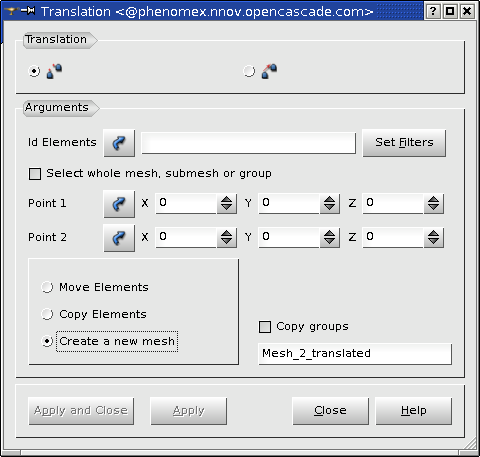 Translation <@phenomex.nnov.opencascade.com>
Translation
Arguments
Id Elements Set Filters
Select whole mesh, submesh or group
Point 1 X 0 Y 0 Z 0
Point 2 X 0 Y 0 Z 0
Move Elements
Copy Elements
Create a new mesh
Copy groups
Mesh_2_translated
Apply and Close Apply Close Help